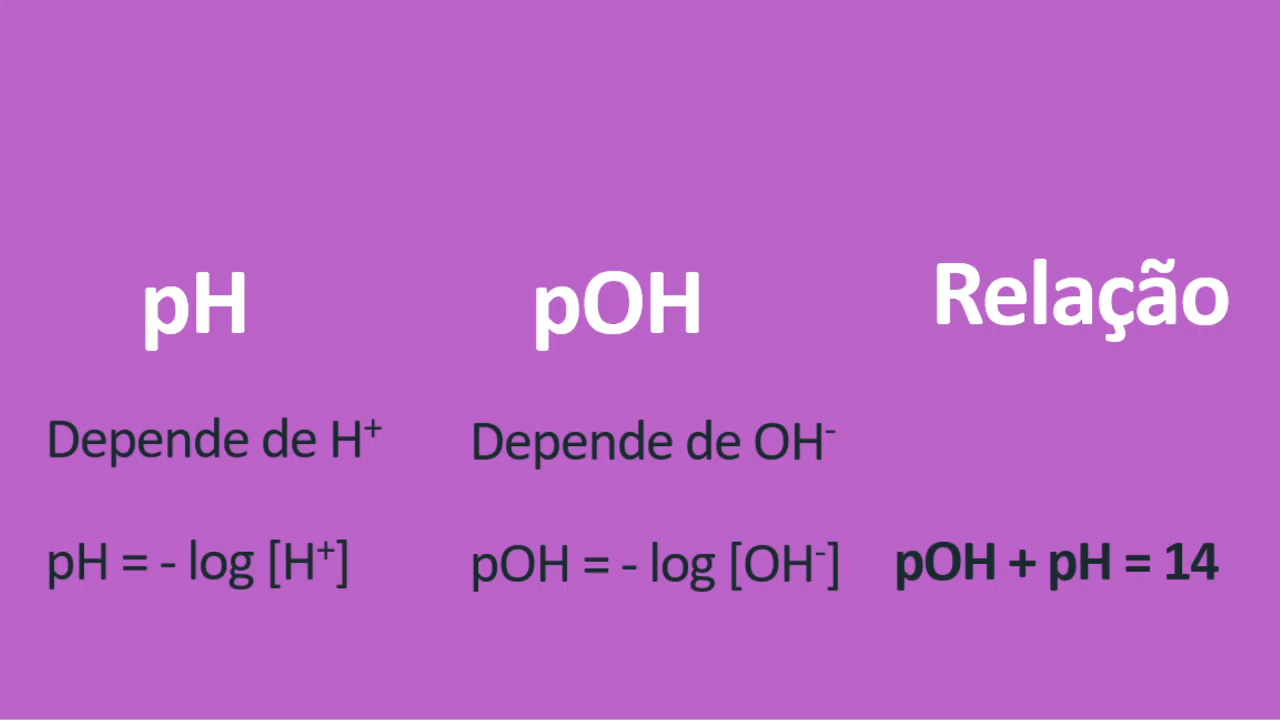 pH
pOH
Relação
Depende de H⁺
Depende de OH⁻
pH = - log [H⁺]
pOH = - log [OH⁻]
pOH + pH = 14